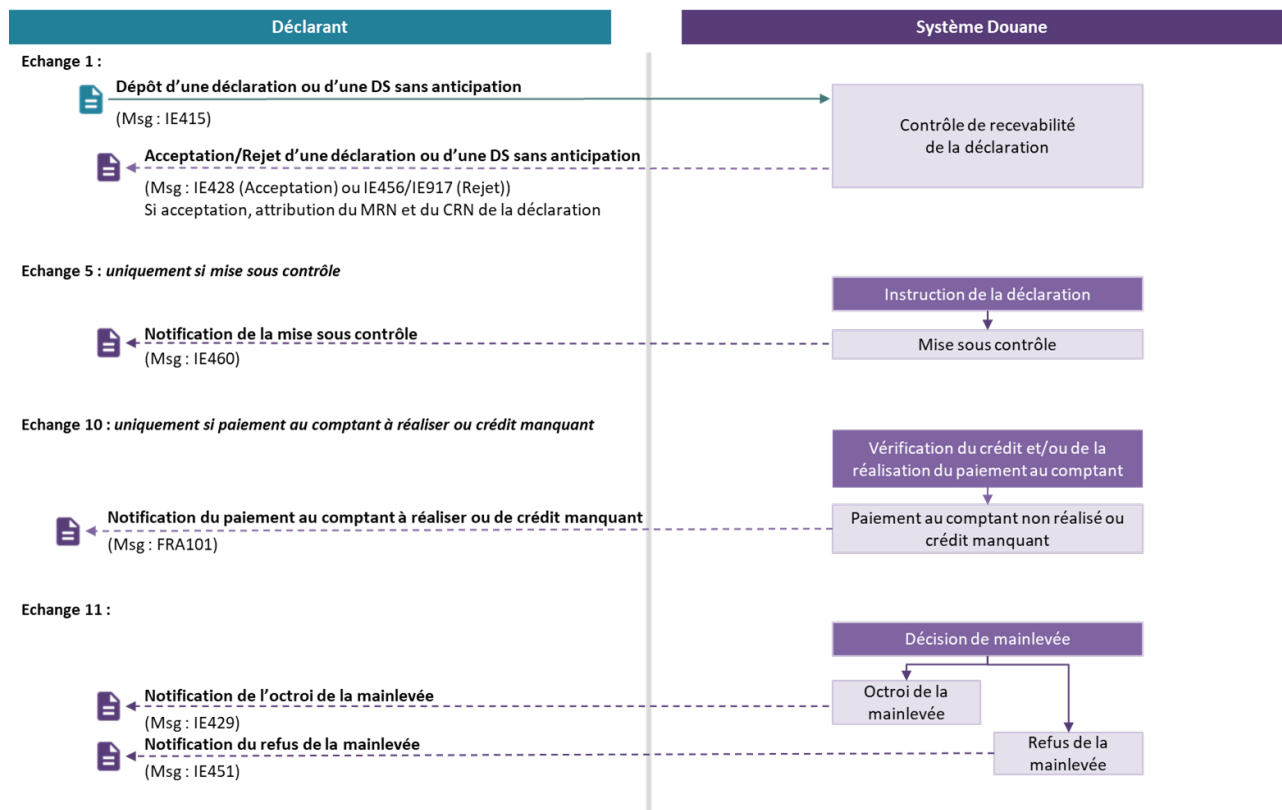 Déclarant
Système Douane
Echange 1 :
Dépôt d'une déclaration ou d'une DS sans anticipation
(Msg : IE415)
Contrôle de recevabilité
de la déclaration
Acceptation/Rejet d'une déclaration ou d'une DS sans anticipation
(Msg : IE428 (Acceptation) ou IE456/IE917 (Rejet))
Si acceptation, attribution du MRN et du CRN de la déclaration
Echange 5 : uniquement si mise sous contrôle
Instruction de la déclaration
Notification de la mise sous contrôle
(Msg : IE460)
Mise sous contrôle
Echange 10 : uniquement si paiement au comptant à réaliser ou crédit manquant
Vérification du crédit et/ou de la
réalisation du paiement au comptant
Notification du paiement au comptant à réaliser ou de crédit manquant
(Msg : FRA101)
Paiement au comptant non réalisé ou
crédit manquant
Echange 11 :
Décision de mainlevée
Notification de l'octroi de la mainlevée
(Msg : IE429)
Octroi de la
mainlevée
Notification du refus de la mainlevée
(Msg : IE451)
Refus de la
mainlevée